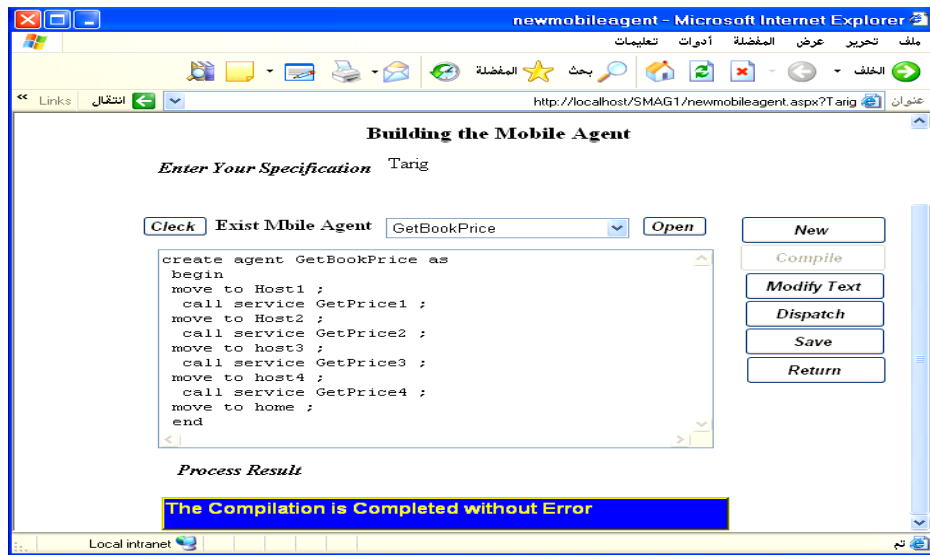 newmobileagent - Microsoft Internet Explorer
ملف تحرير عرض المفضلة أدوات تعليمات
الخلف بحث المفضلة
عنوان http://localhost/SMAG1/newmobileagent.aspx?Tarig انتقال Links »
Building the Mobile Agent
Enter Your Specification Tarig
Cleck Exist Mbile Agent GetBookPrice Open
New
Compile
Modify Text
Dispatch
Save
Return
create agent GetBookPrice as
begin
move to Host1 ;
call service GetPrice1 ;
move to Host2 ;
call service GetPrice2 ;
move to host3 ;
call service GetPrice3 ;
move to host4 ;
call service GetPrice4 ;
move to home ;
end
Process Result
The Compilation is Completed without Error
Local intranet تم